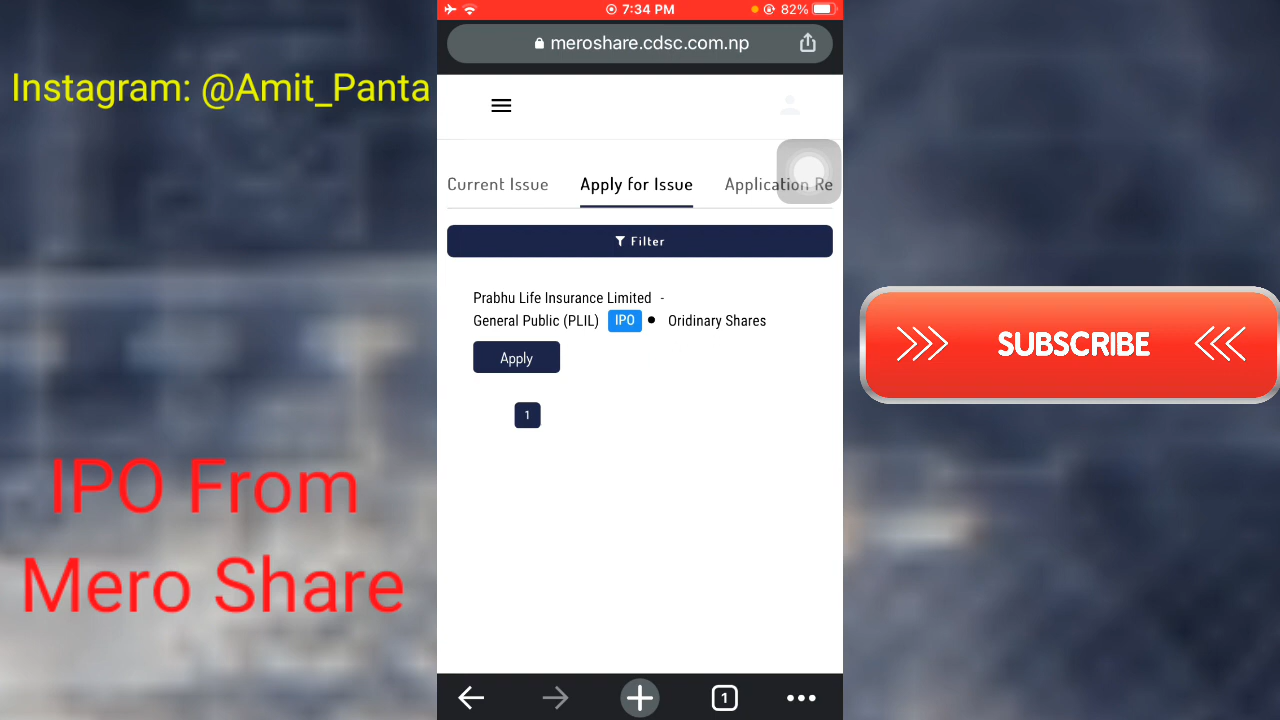 Instagram: @Amit_Panta
IPO From
Mero Share
7:34 PM
82%
meroshare.cdsc.com.np
Current Issue
Apply for Issue
Application Re
Filter
Prabhu Life Insurance Limited -
General Public (PLIL) IPO ● Oridinary Shares
Apply
1
1
SUBSCRIBE